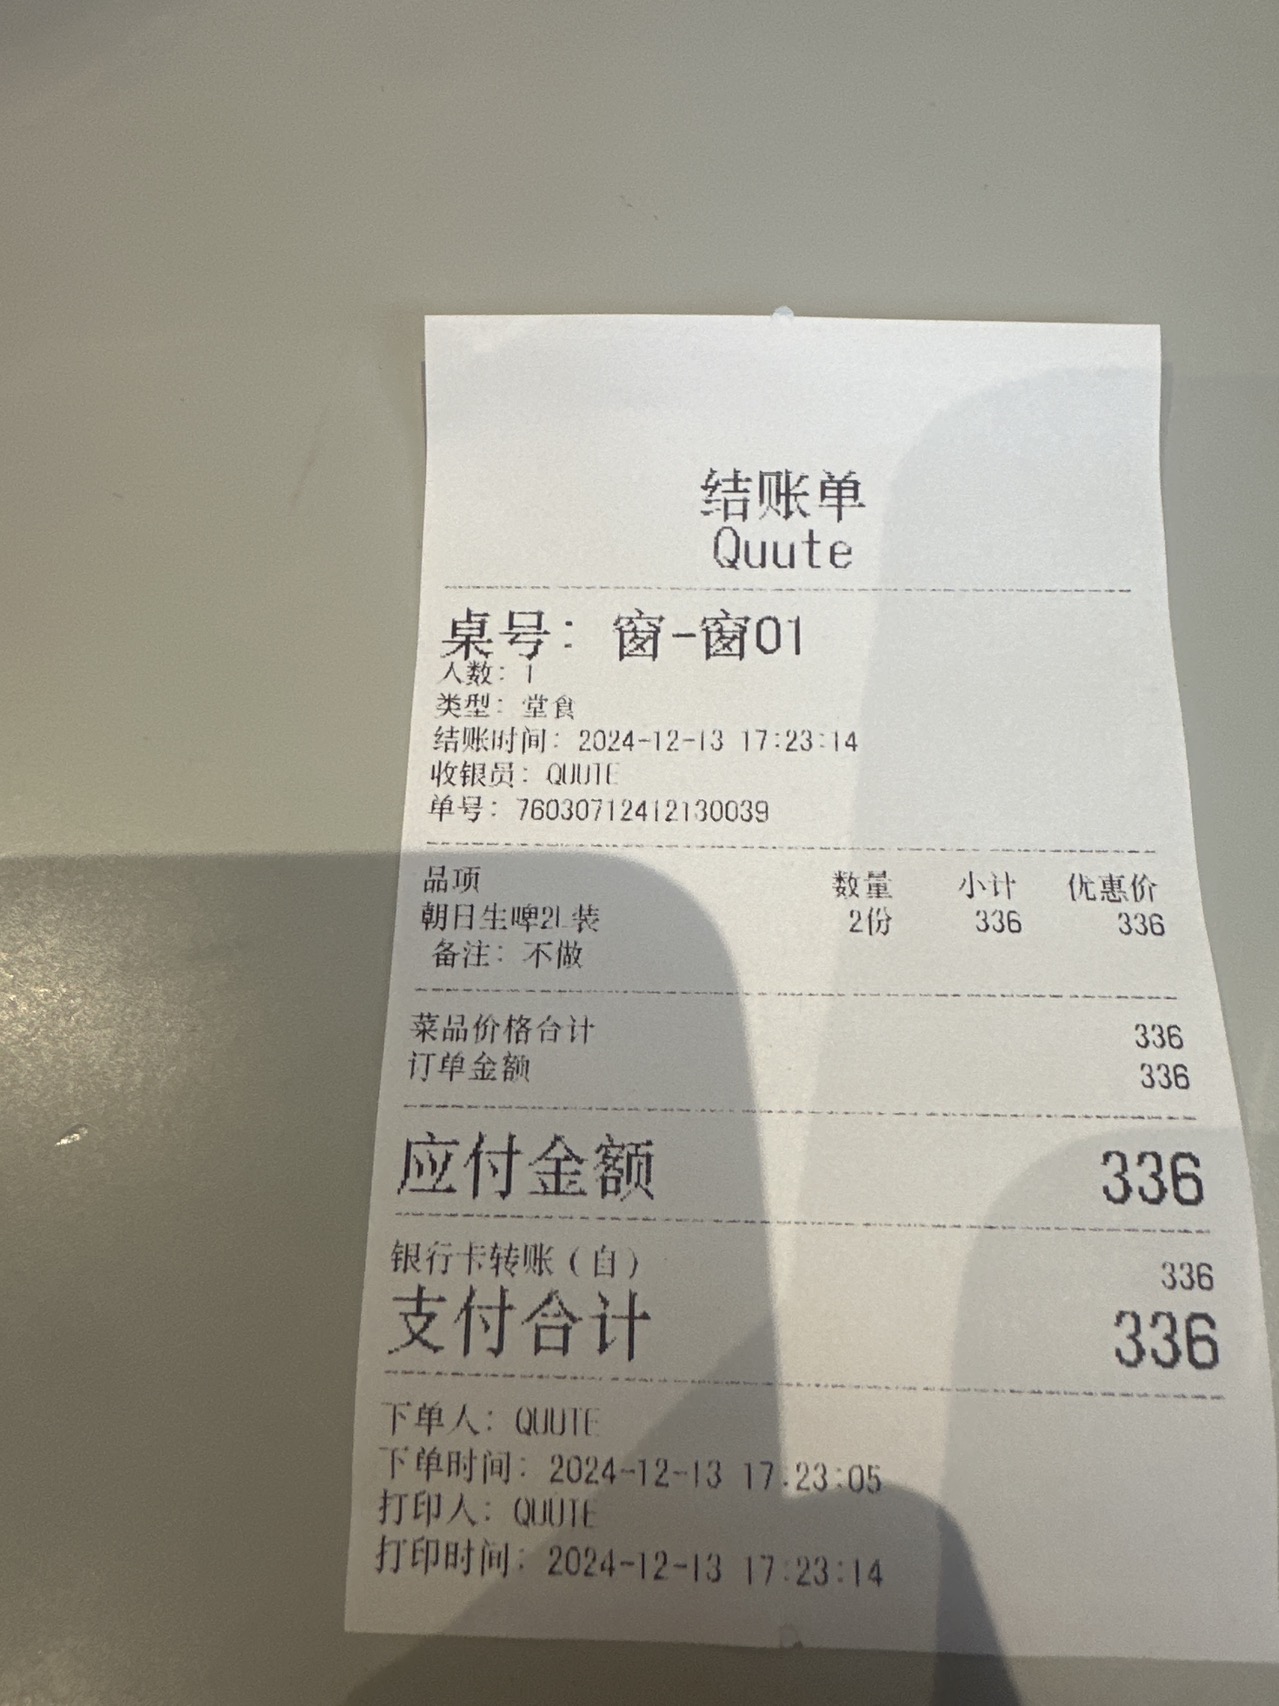 结账单
Quute
桌号：窗-窗01
人数：1
类型：堂食
结账时间：2024-12-13 17:23:14
收银员：QUUTE
单号：76030712412130039
品项 数量 小计 优惠价
朝日生啤2L装 2份 336 336
备注：不做
菜品价格合计 336
订单金额 336
应付金额 336
银行卡转账（自） 336
支付合计 336
下单人：QUUTE
下单时间：2024-12-13 17:23:05
打印人：QUUTE
打印时间：2024-12-13 17:23:14